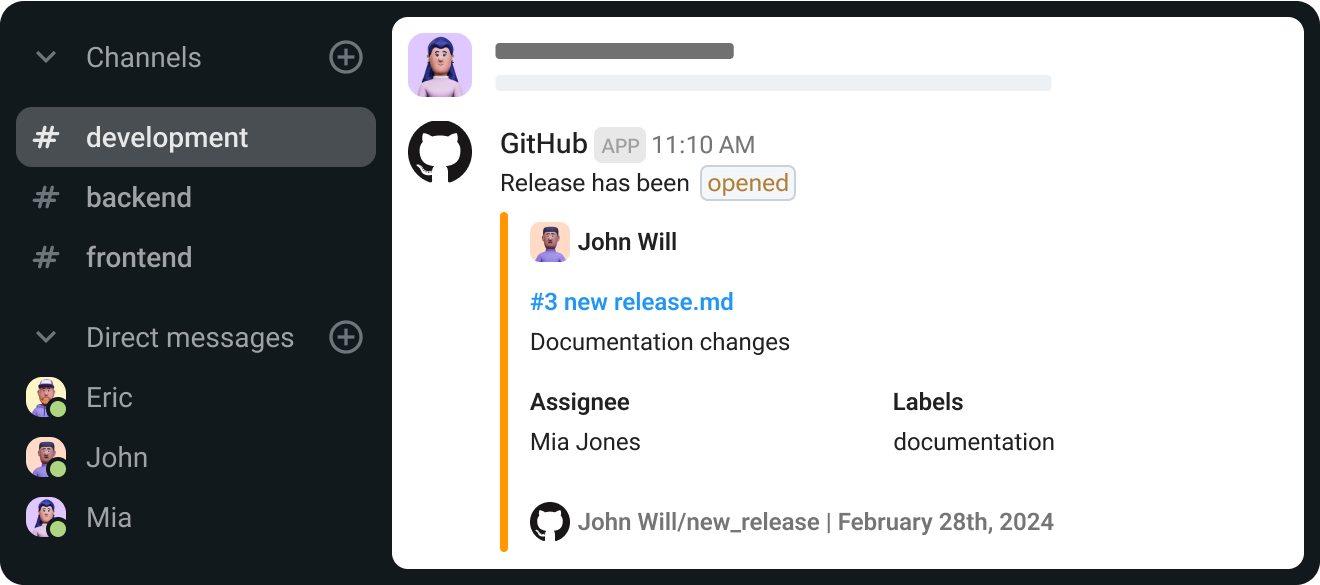 Channels
# development
# backend
# frontend
Direct messages
Eric
John
Mia
GitHub APP 11:10 AM
Release has been opened
John Will
#3 new release.md
Documentation changes
Assignee Labels
Mia Jones documentation
John Will/new_release | February 28th, 2024